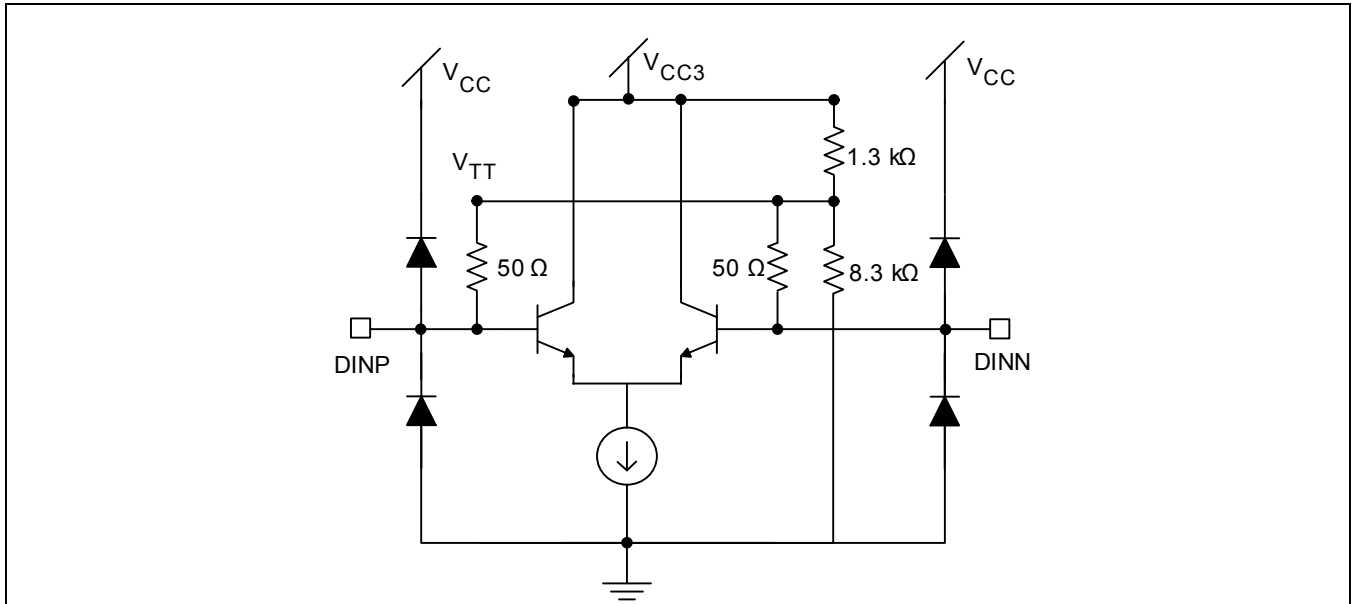 V_CC
V_CC3
V_CC
1.3 kΩ
V_TT
50 Ω
50 Ω
8.3 kΩ
DINP
DINN